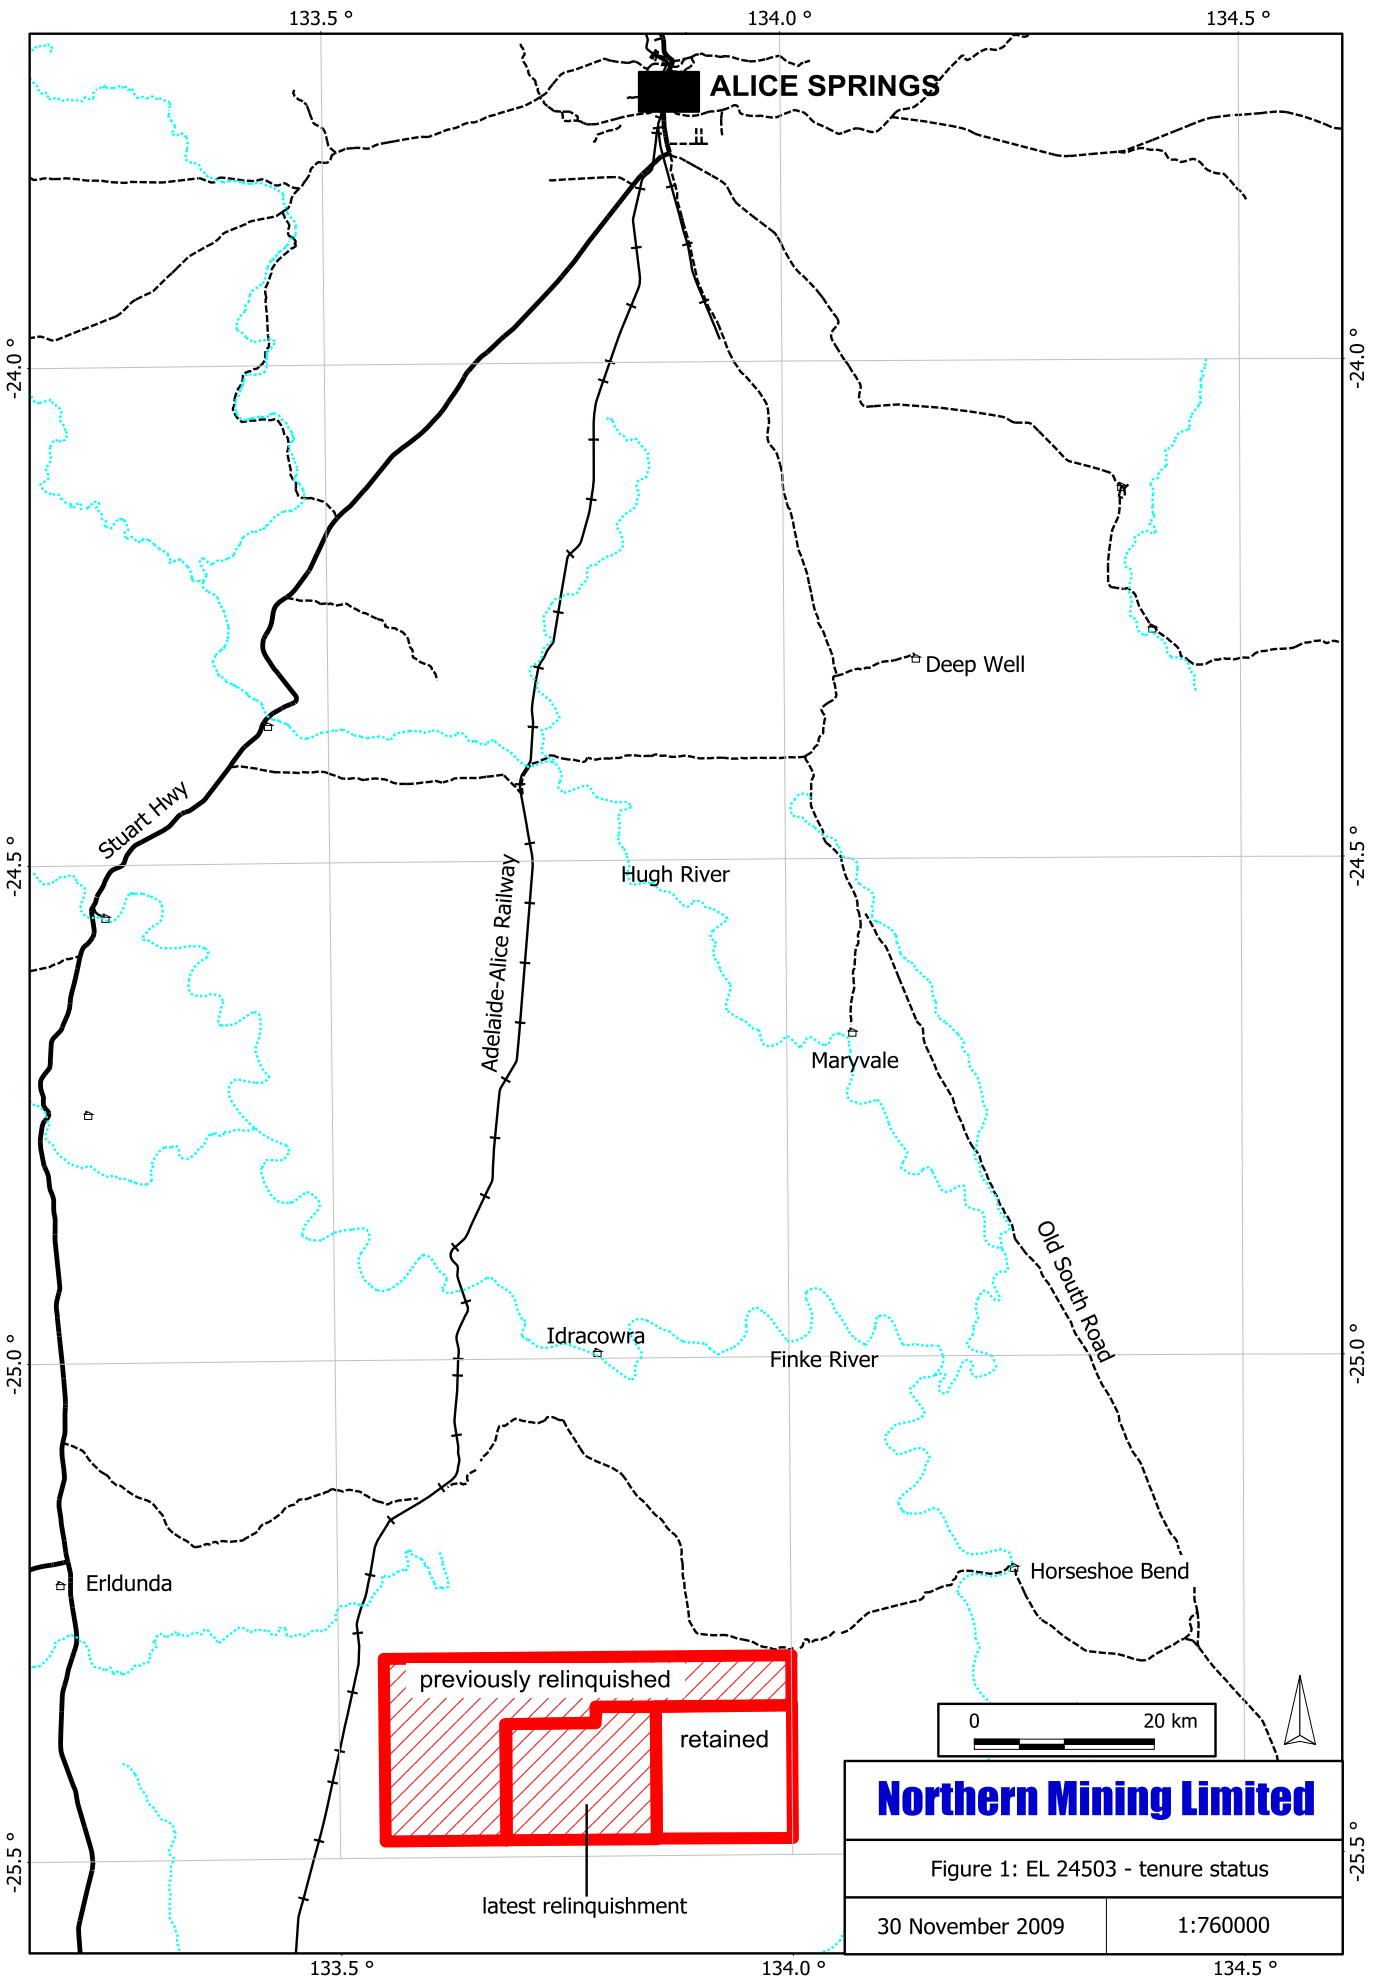 133.5 °
134.0 °
134.5 °
ALICE SPRINGS
-24.0 °
-24.0 °
Deep Well
Stuart Hwy
-24.5 °
-24.5 °
Adelaide-Alice Railway
Hugh River
Maryvale
Old South Road
Idracowra
Finke River
-25.0 °
-25.0 °
Erldunda
Horseshoe Bend
previously relinquished
retained
0 20 km
Northern Mining Limited
-25.5 °
-25.5 °
Figure 1: EL 24503 - tenure status
latest relinquishment
30 November 2009
1:760000
133.5 °
134.0 °
134.5 °